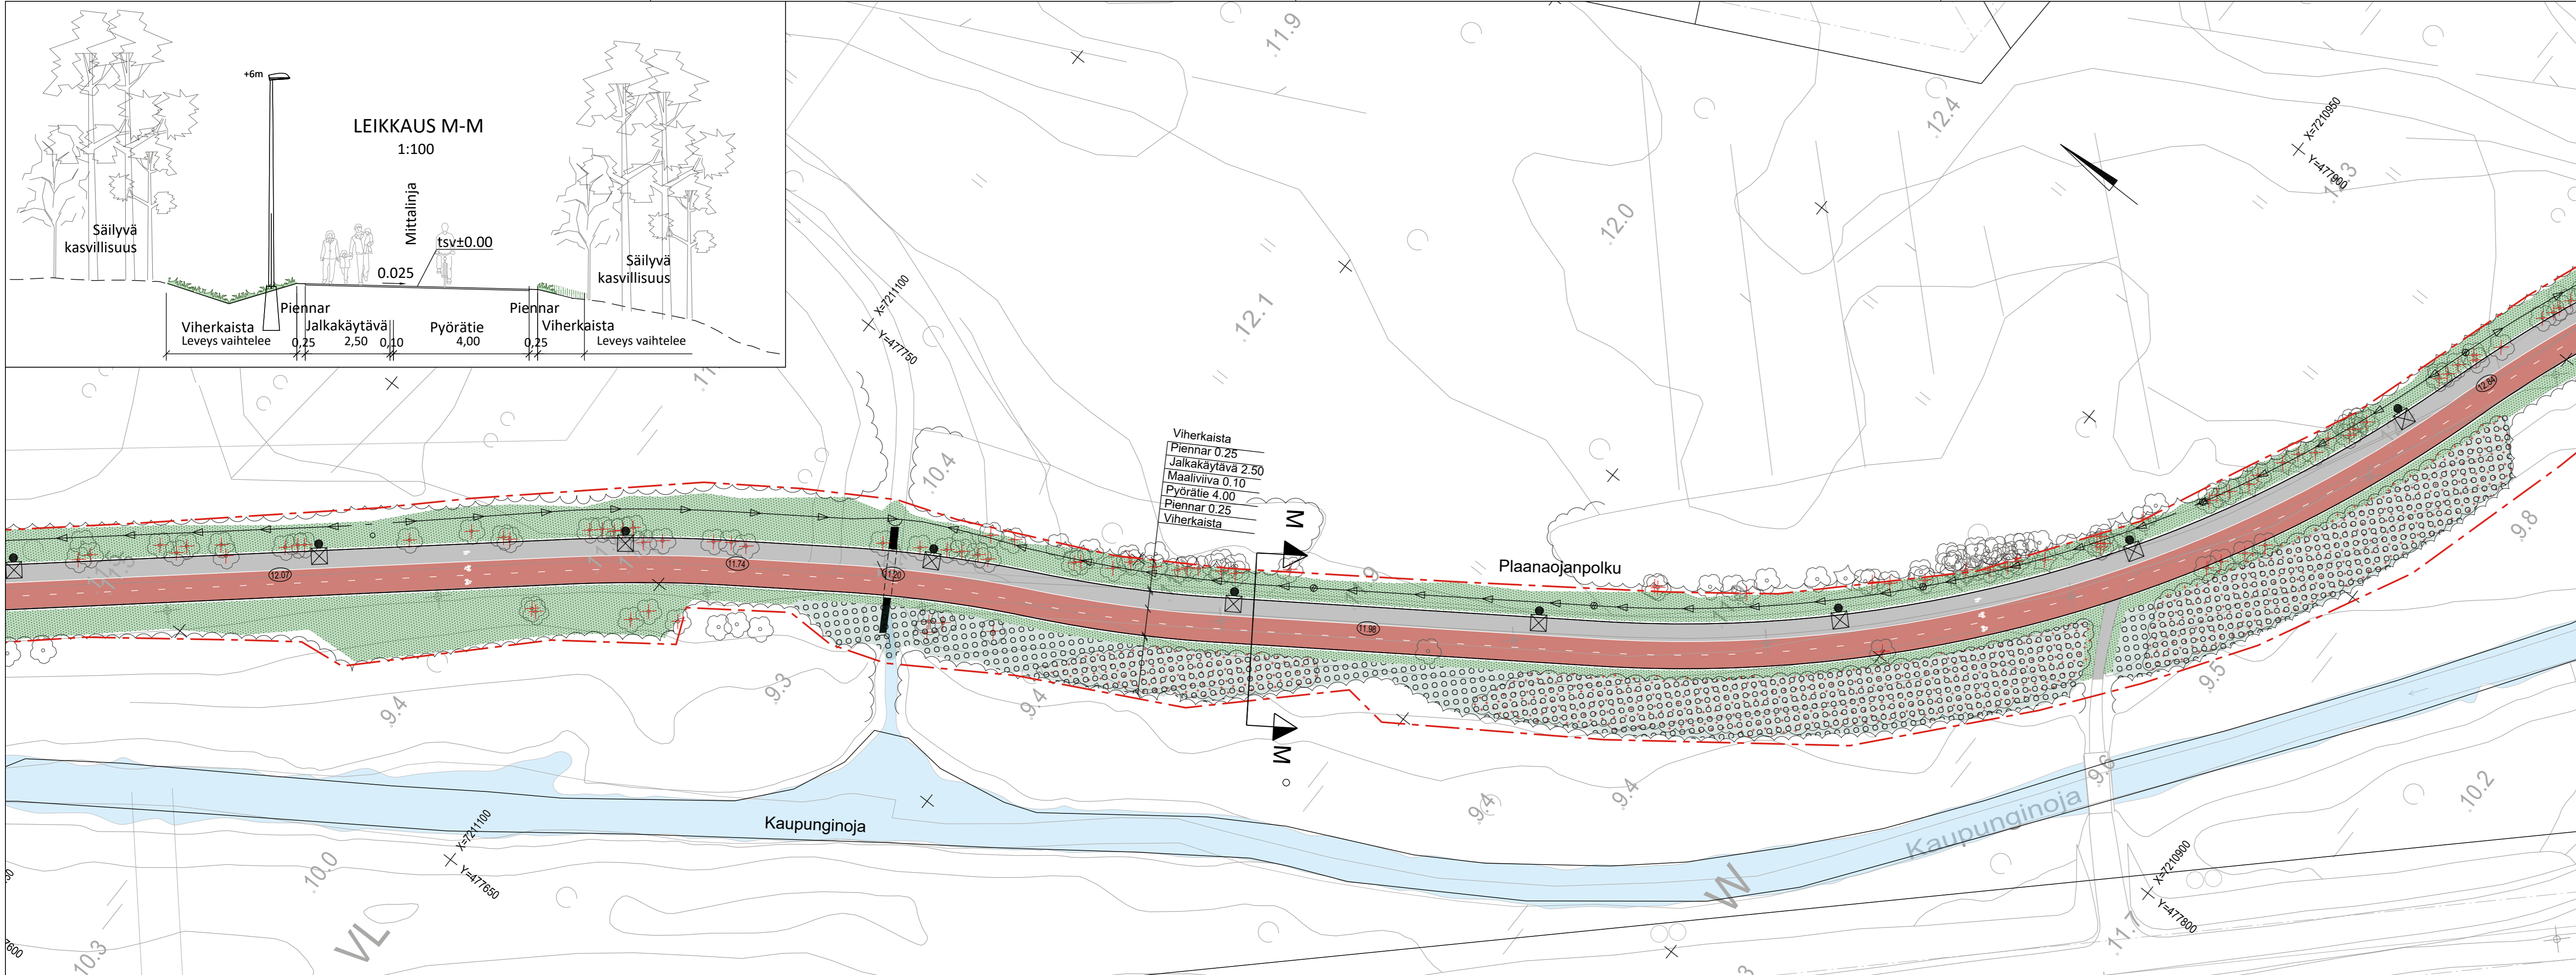 +6m
LEIKKAUS M-M
1:100
Mittalinja
Säilyvä
kasvillisuus
tsv±0.00
Säilyvä
kasvillisuus
0.025
Piennar
Piennar
Viherkaista
Jalkakäytävä
Pyörätie
Viherkaista
Leveys vaihtelee
0,25
2,50
0,10
4,00
0,25
Leveys vaihtelee
.11.9
.12.4
X=7210950
Y=477900
.12.0
X=7211100
Y=477750
.12.1
.10.4
Viherkaista
Piennar 0.25
Jalkakäytävä 2.50
Maaliviiva 0.10
Pyörätie 4.00
Piennar 0.25
Viherkaista
M
Plaanaojanpolku
12.84
12.07
11.74
11.20
11.98
.9.8
.9.5
.9.3
.9.4
.9.4
M
.9.4
.9.4
.9.6
.10.2
Kaupunginoja
Kaupunginoja
X=7211100
Y=477650
.10.0
VL
W
X=7210900
Y=477800
.11.7
.10.3